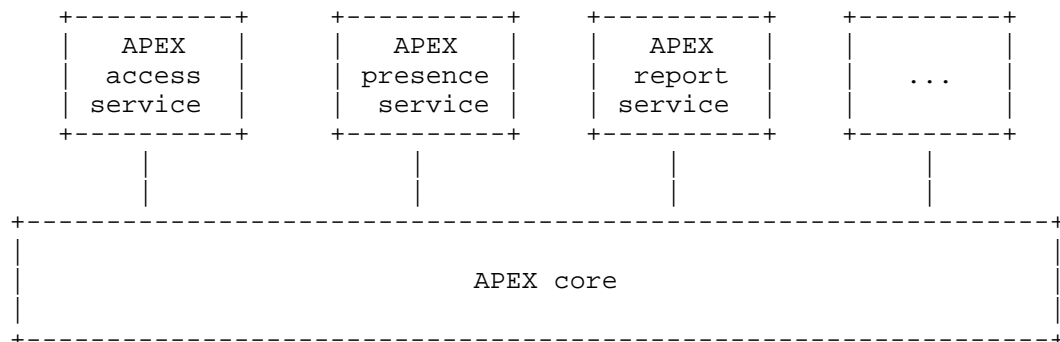 APEX APEX APEX
access presence report ...
service service service
APEX core